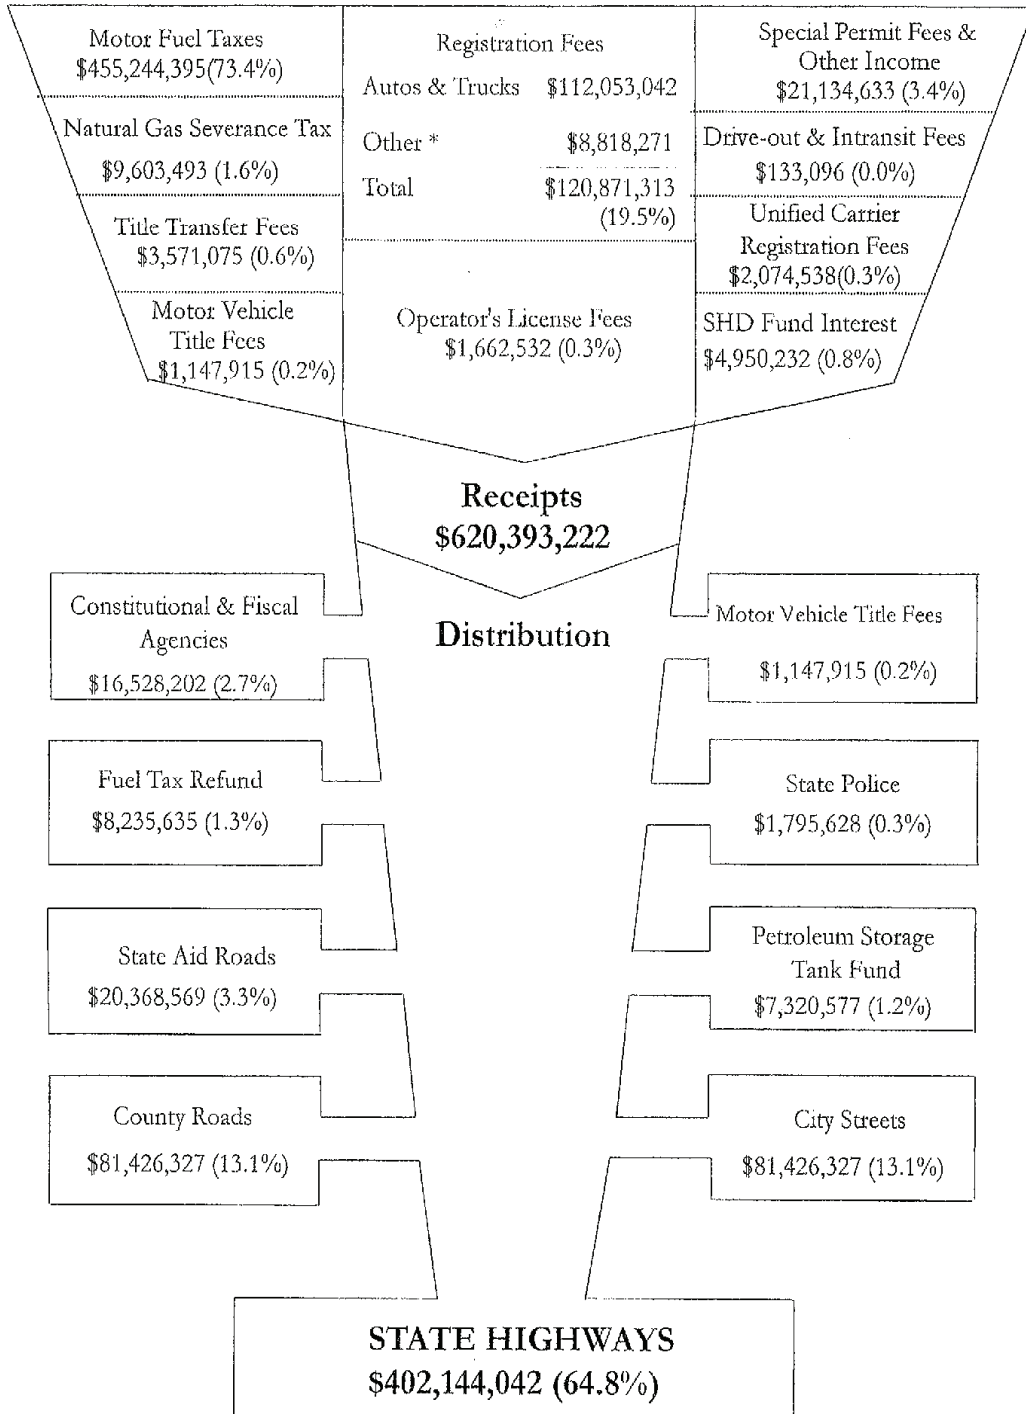 Motor Fuel Taxes
$455,244,395(73.4%)
Natural Gas Severance Tax
$9,603,493 (1.6%)
Title Transfer Fees
$3,571,075 (0.6%)
Motor Vehicle
Title Fees
$1,147,915 (0.2%)
Registration Fees
Autos & Trucks $112,053,042
Other * $8,818,271
Total $120,871,313
(19.5%)
Operator's License Fees
$1,662,532 (0.3%)
Special Permit Fees &
Other Income
$21,134,633 (3.4%)
Drive-out & Intransit Fees
$133,096 (0.0%)
Unified Carrier
Registration Fees
$2,074,538(0.3%)
SHD Fund Interest
$4,950,232 (0.8%)
Receipts
$620,393,222
Distribution
Constitutional & Fiscal
Agencies
$16,528,202 (2.7%)
Motor Vehicle Title Fees
$1,147,915 (0.2%)
Fuel Tax Refund
$8,235,635 (1.3%)
State Police
$1,795,628 (0.3%)
State Aid Roads
$20,368,569 (3.3%)
Petroleum Storage
Tank Fund
$7,320,577 (1.2%)
County Roads
$81,426,327 (13.1%)
City Streets
$81,426,327 (13.1%)
STATE HIGHWAYS
$402,144,042 (64.8%)